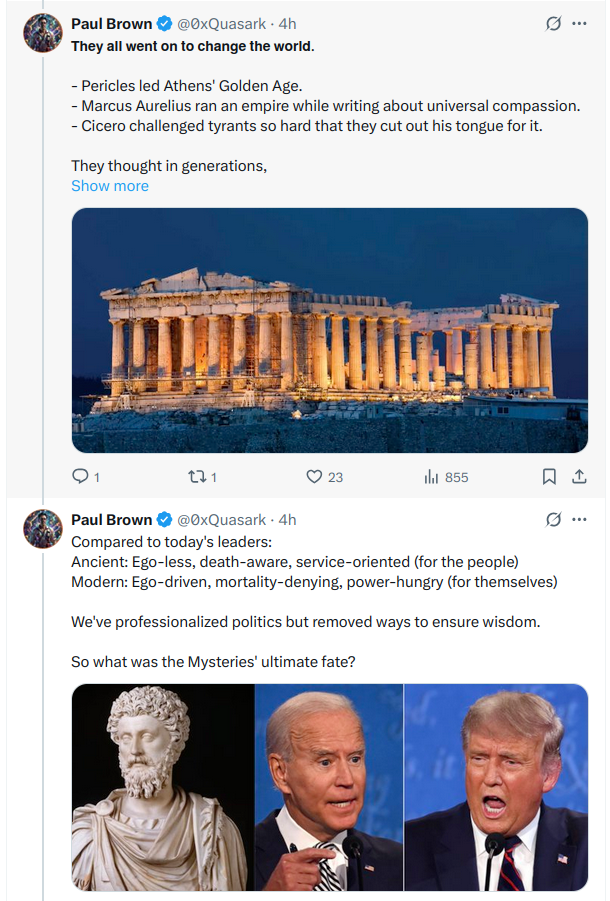 Paul Brown @0xQuasark · 4h
They all went on to change the world.
- Pericles led Athens' Golden Age.
- Marcus Aurelius ran an empire while writing about universal compassion.
- Cicero challenged tyrants so hard that they cut out his tongue for it.
They thought in generations,
Show more
1 1 23 855
Paul Brown @0xQuasark · 4h
Compared to today's leaders:
Ancient: Ego-less, death-aware, service-oriented (for the people)
Modern: Ego-driven, mortality-denying, power-hungry (for themselves)
We've professionalized politics but removed ways to ensure wisdom.
So what was the Mysteries' ultimate fate?